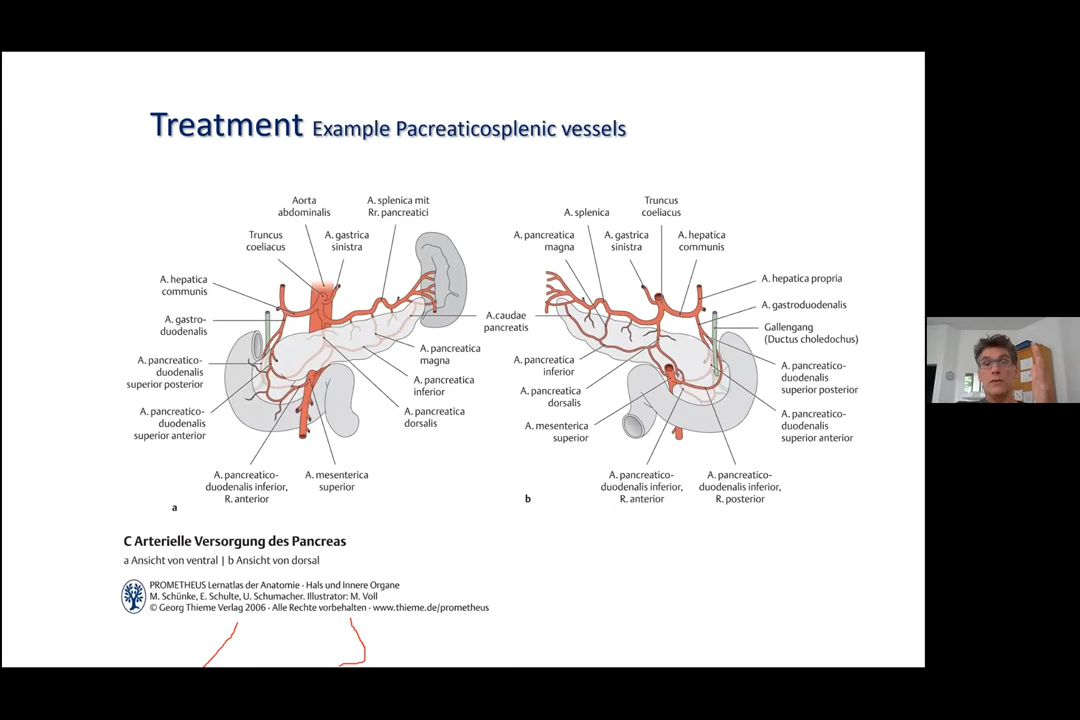 Treatment Example Pacreaticosplenic vessels
Aorta
abdominalis
A. splenica mit
Rr. pancreatici
Truncus
coeliacus
A. gastrica
sinistra
A. hepatica
communis
A. gastro-
duodenalis
A. pancreatico-
duodenalis
superior posterior
A. pancreatico-
duodenalis
superior anterior
A. pancreatico-
duodenalis inferior,
R. anterior
A. mesenterica
superior
A. pancreatica
magna
A. pancreatica
inferior
A. pancreatica
dorsalis
A.caudae
pancreatis
a
Truncus
coeliacus
A. splenica
A. pancreatica
magna
A. gastrica
sinistra
A. hepatica
communis
A. hepatica propria
A. gastroduodenalis
Gallengang
(Ductus choledochus)
A. pancreatico-
duodenalis
superior posterior
A. pancreatico-
duodenalis
superior anterior
A. pancreatica
inferior
A. pancreatica
dorsalis
A. mesenterica
superior
A. pancreatico-
duodenalis inferior,
R. anterior
A. pancreatico-
duodenalis inferior,
R. posterior
b
C Arterielle Versorgung des Pancreas
a Ansicht von ventral | b Ansicht von dorsal
PROMETHEUS Lernatlas der Anatomie · Hals und Innere Organe
M. Schünke, E. Schulte, U. Schumacher. Illustrator: M. Voll
© Georg Thieme Verlag 2006 · Alle Rechte vorbehalten · www.thieme.de/prometheus